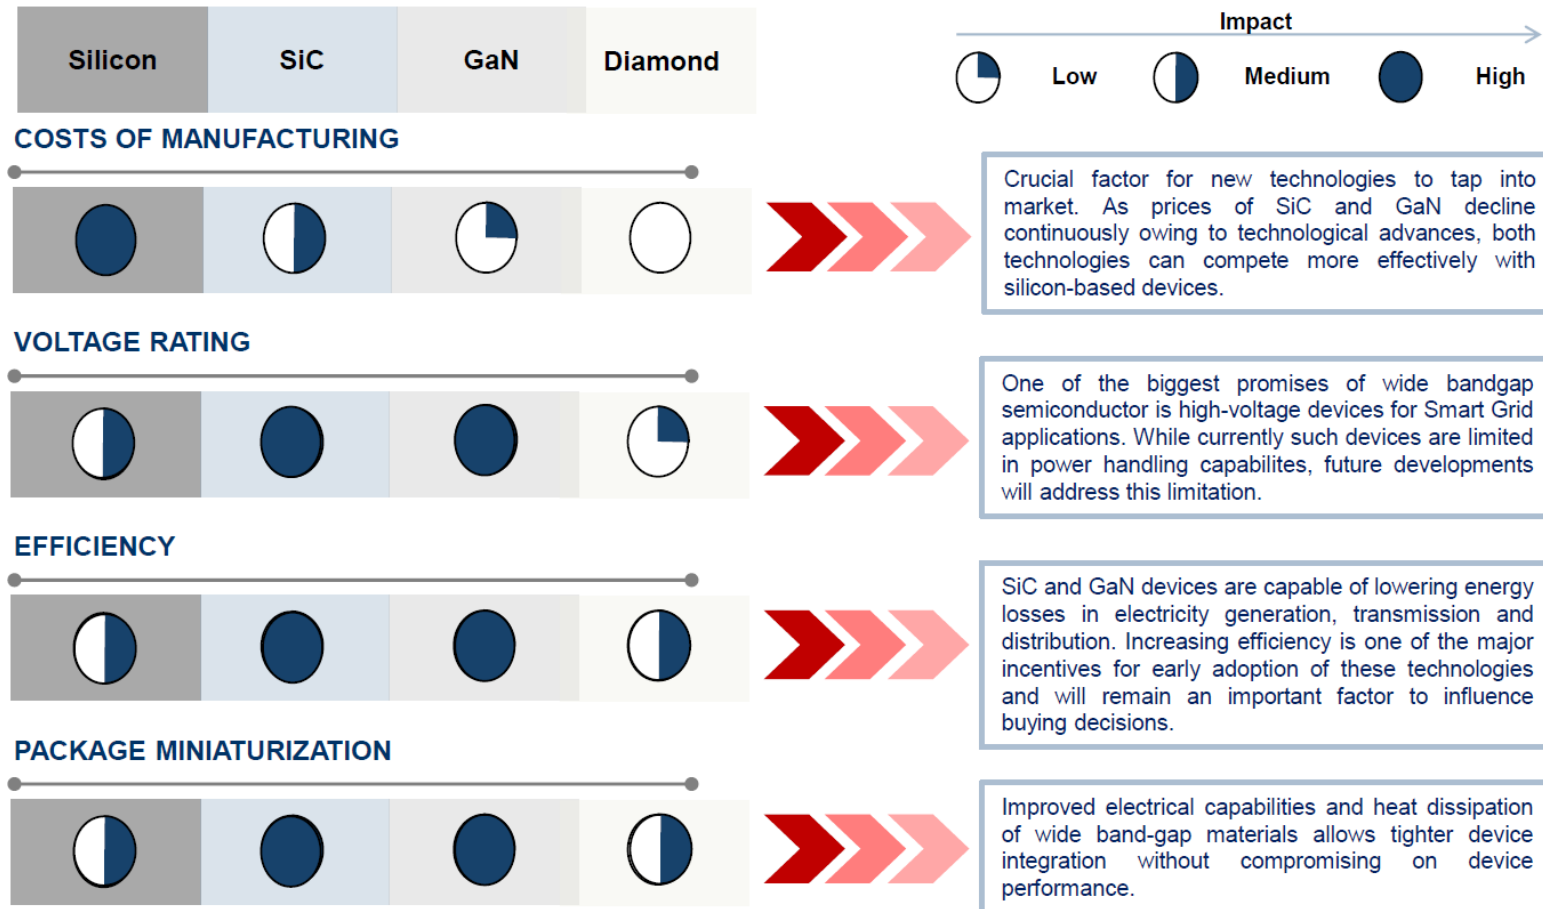 Silicon SiC GaN Diamond
Impact
Low Medium High
COSTS OF MANUFACTURING
Crucial factor for new technologies to tap into
market. As prices of SiC and GaN decline
continuously owing to technological advances, both
technologies can compete more effectively with
silicon-based devices.
VOLTAGE RATING
One of the biggest promises of wide bandgap
semiconductor is high-voltage devices for Smart Grid
applications. While currently such devices are limited
in power handling capabilites, future developments
will address this limitation.
EFFICIENCY
SiC and GaN devices are capable of lowering energy
losses in electricity generation, transmission and
distribution. Increasing efficiency is one of the major
incentives for early adoption of these technologies
and will remain an important factor to influence
buying decisions.
PACKAGE MINIATURIZATION
Improved electrical capabilities and heat dissipation
of wide band-gap materials allows tighter device
integration without compromising on device
performance.